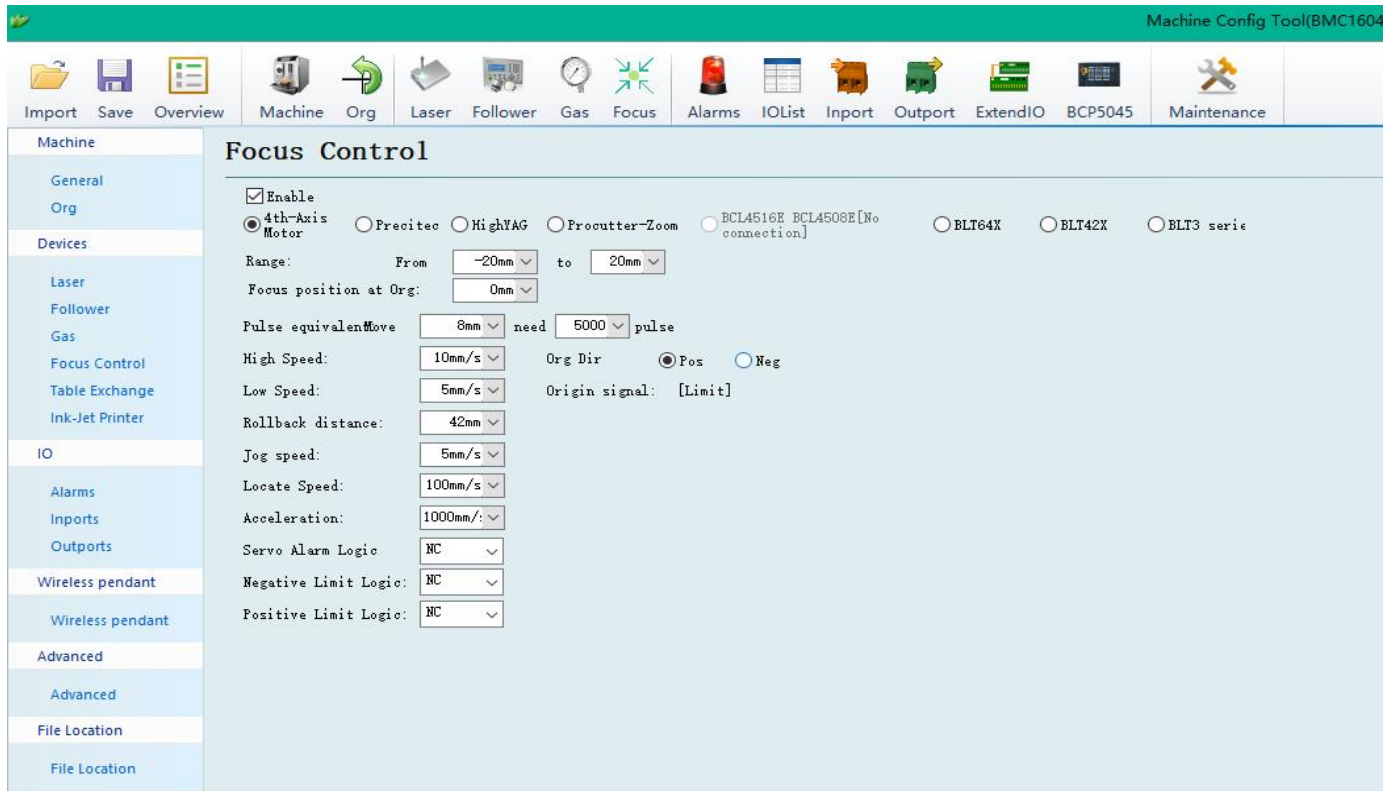 Machine Config Tool(BMC1604
Import Save Overview Machine Org Laser Follower Gas Focus Alarms IOList Inport Outport ExtendIO BCP5045 Maintenance
Machine
General
Org
Devices
Laser
Follower
Gas
Focus Control
Table Exchange
Ink-Jet Printer
IO
Alarms
Inports
Outports
Wireless pendant
Wireless pendant
Advanced
Advanced
File Location
File Location
Focus Control
Enable
4th-Axis Motor Precitec HighYAG Procutter-Zoom BCL4516E BCL4508E[No connection] BLT64X BLT42X BLT3 serie
Range: From -20mm to 20mm
Focus position at Org: 0mm
Pulse equivalenMove 8mm need 5000 pulse
High Speed: 10mm/s Org Dir Pos Neg
Low Speed: 5mm/s Origin signal: [Limit]
Rollback distance: 42mm
Jog speed: 5mm/s
Locate Speed: 100mm/s
Acceleration: 1000mm/
Servo Alarm Logic NC
Negative Limit Logic: NC
Positive Limit Logic: NC